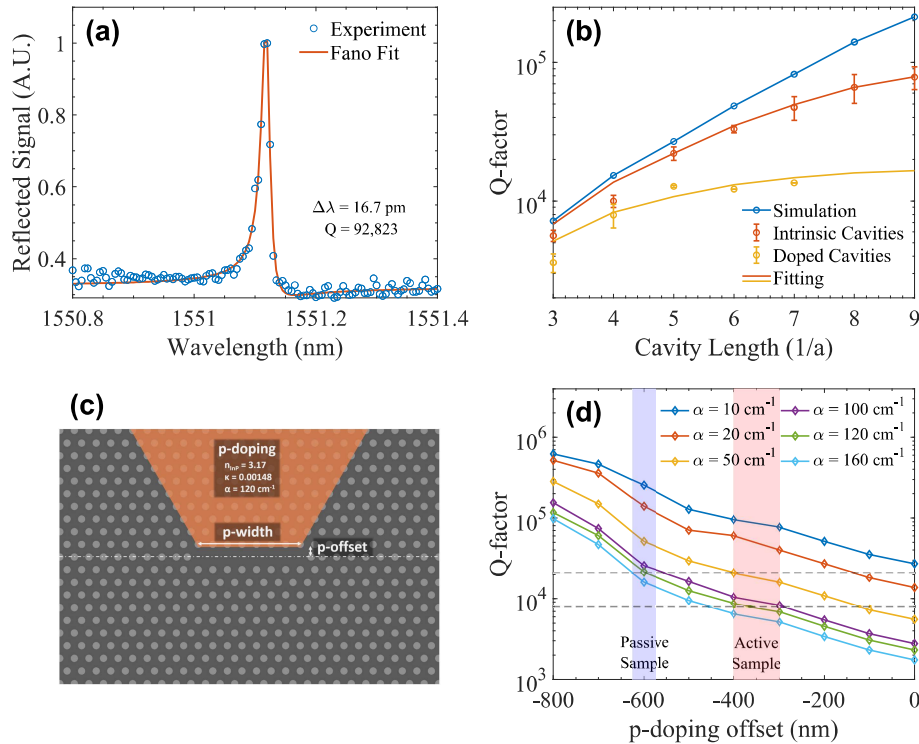 (a)
Experiment
Fano Fit
Δλ = 16.7 pm
Q = 92,823
Reflected Signal (A.U.)
1
0.8
0.6
0.4
1550.8
1551
1551.2
1551.4
Wavelength (nm)
(b)
Q-factor
10^5
10^4
Simulation
Intrinsic Cavities
Doped Cavities
Fitting
3
4
5
6
7
8
9
Cavity Length (1/a)
(c)
p-doping
n_InP = 3.17
κ = 0.00148
α = 120 cm⁻¹
p-width
p-offset
(d)
α = 10 cm⁻¹
α = 20 cm⁻¹
α = 50 cm⁻¹
α = 100 cm⁻¹
α = 120 cm⁻¹
α = 160 cm⁻¹
Q-factor
10^6
10^5
10^4
10^3
Passive
Sample
Active
Sample
-800
-600
-400
-200
0
p-doping offset (nm)